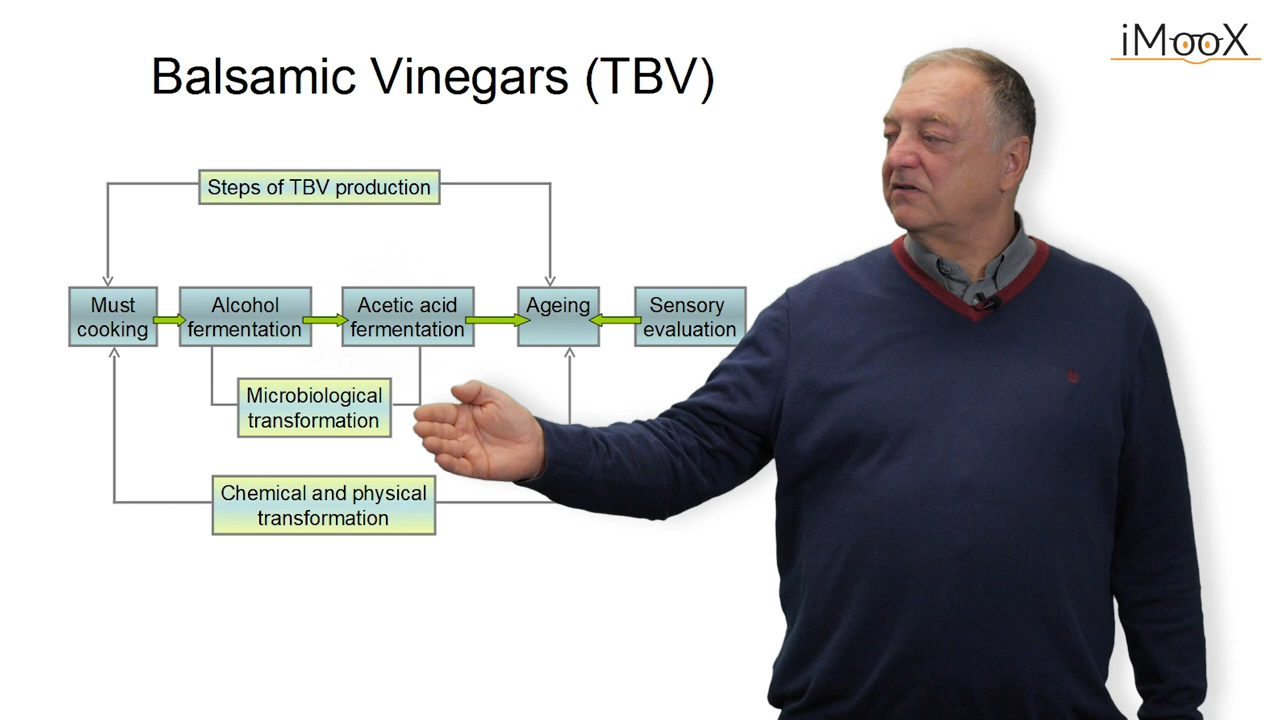 iMooX
Balsamic Vinegars (TBV)
Steps of TBV production
Must
cooking
Alcohol
fermentation
Acetic acid
fermentation
Ageing
Sensory
evaluation
Microbiological
transformation
Chemical and physical
transformation